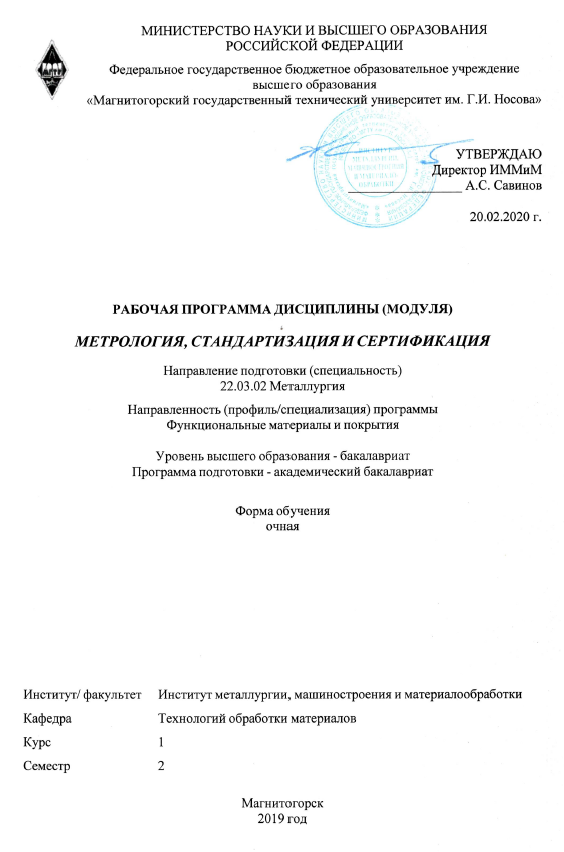 МИНИСТЕРСТВО НАУКИ И ВЫСШЕГО ОБРАЗОВАНИЯ
РОССИЙСКОЙ ФЕДЕРАЦИИ
Федеральное государственное бюджетное образовательное учреждение
высшего образования
«Магнитогорский государственный технический университет им. Г.И. Носова»
УТВЕРЖДАЮ
Директор ИММиМ
А.С. Савинов
20.02.2020 г.
РАБОЧАЯ ПРОГРАММА ДИСЦИПЛИНЫ (МОДУЛЯ)
МЕТРОЛОГИЯ, СТАНДАРТИЗАЦИЯ И СЕРТИФИКАЦИЯ
Направление подготовки (специальность)
22.03.02 Металлургия
Направленность (профиль/специализация) программы
Функциональные материалы и покрытия
Уровень высшего образования - бакалавриат
Программа подготовки - академический бакалавриат
Форма обучения
очная
Институт/ факультет Институт металлургии, машиностроения и материалообработки
Кафедра Технологий обработки материалов
Курс 1
Семестр 2
Магнитогорск
2019 год